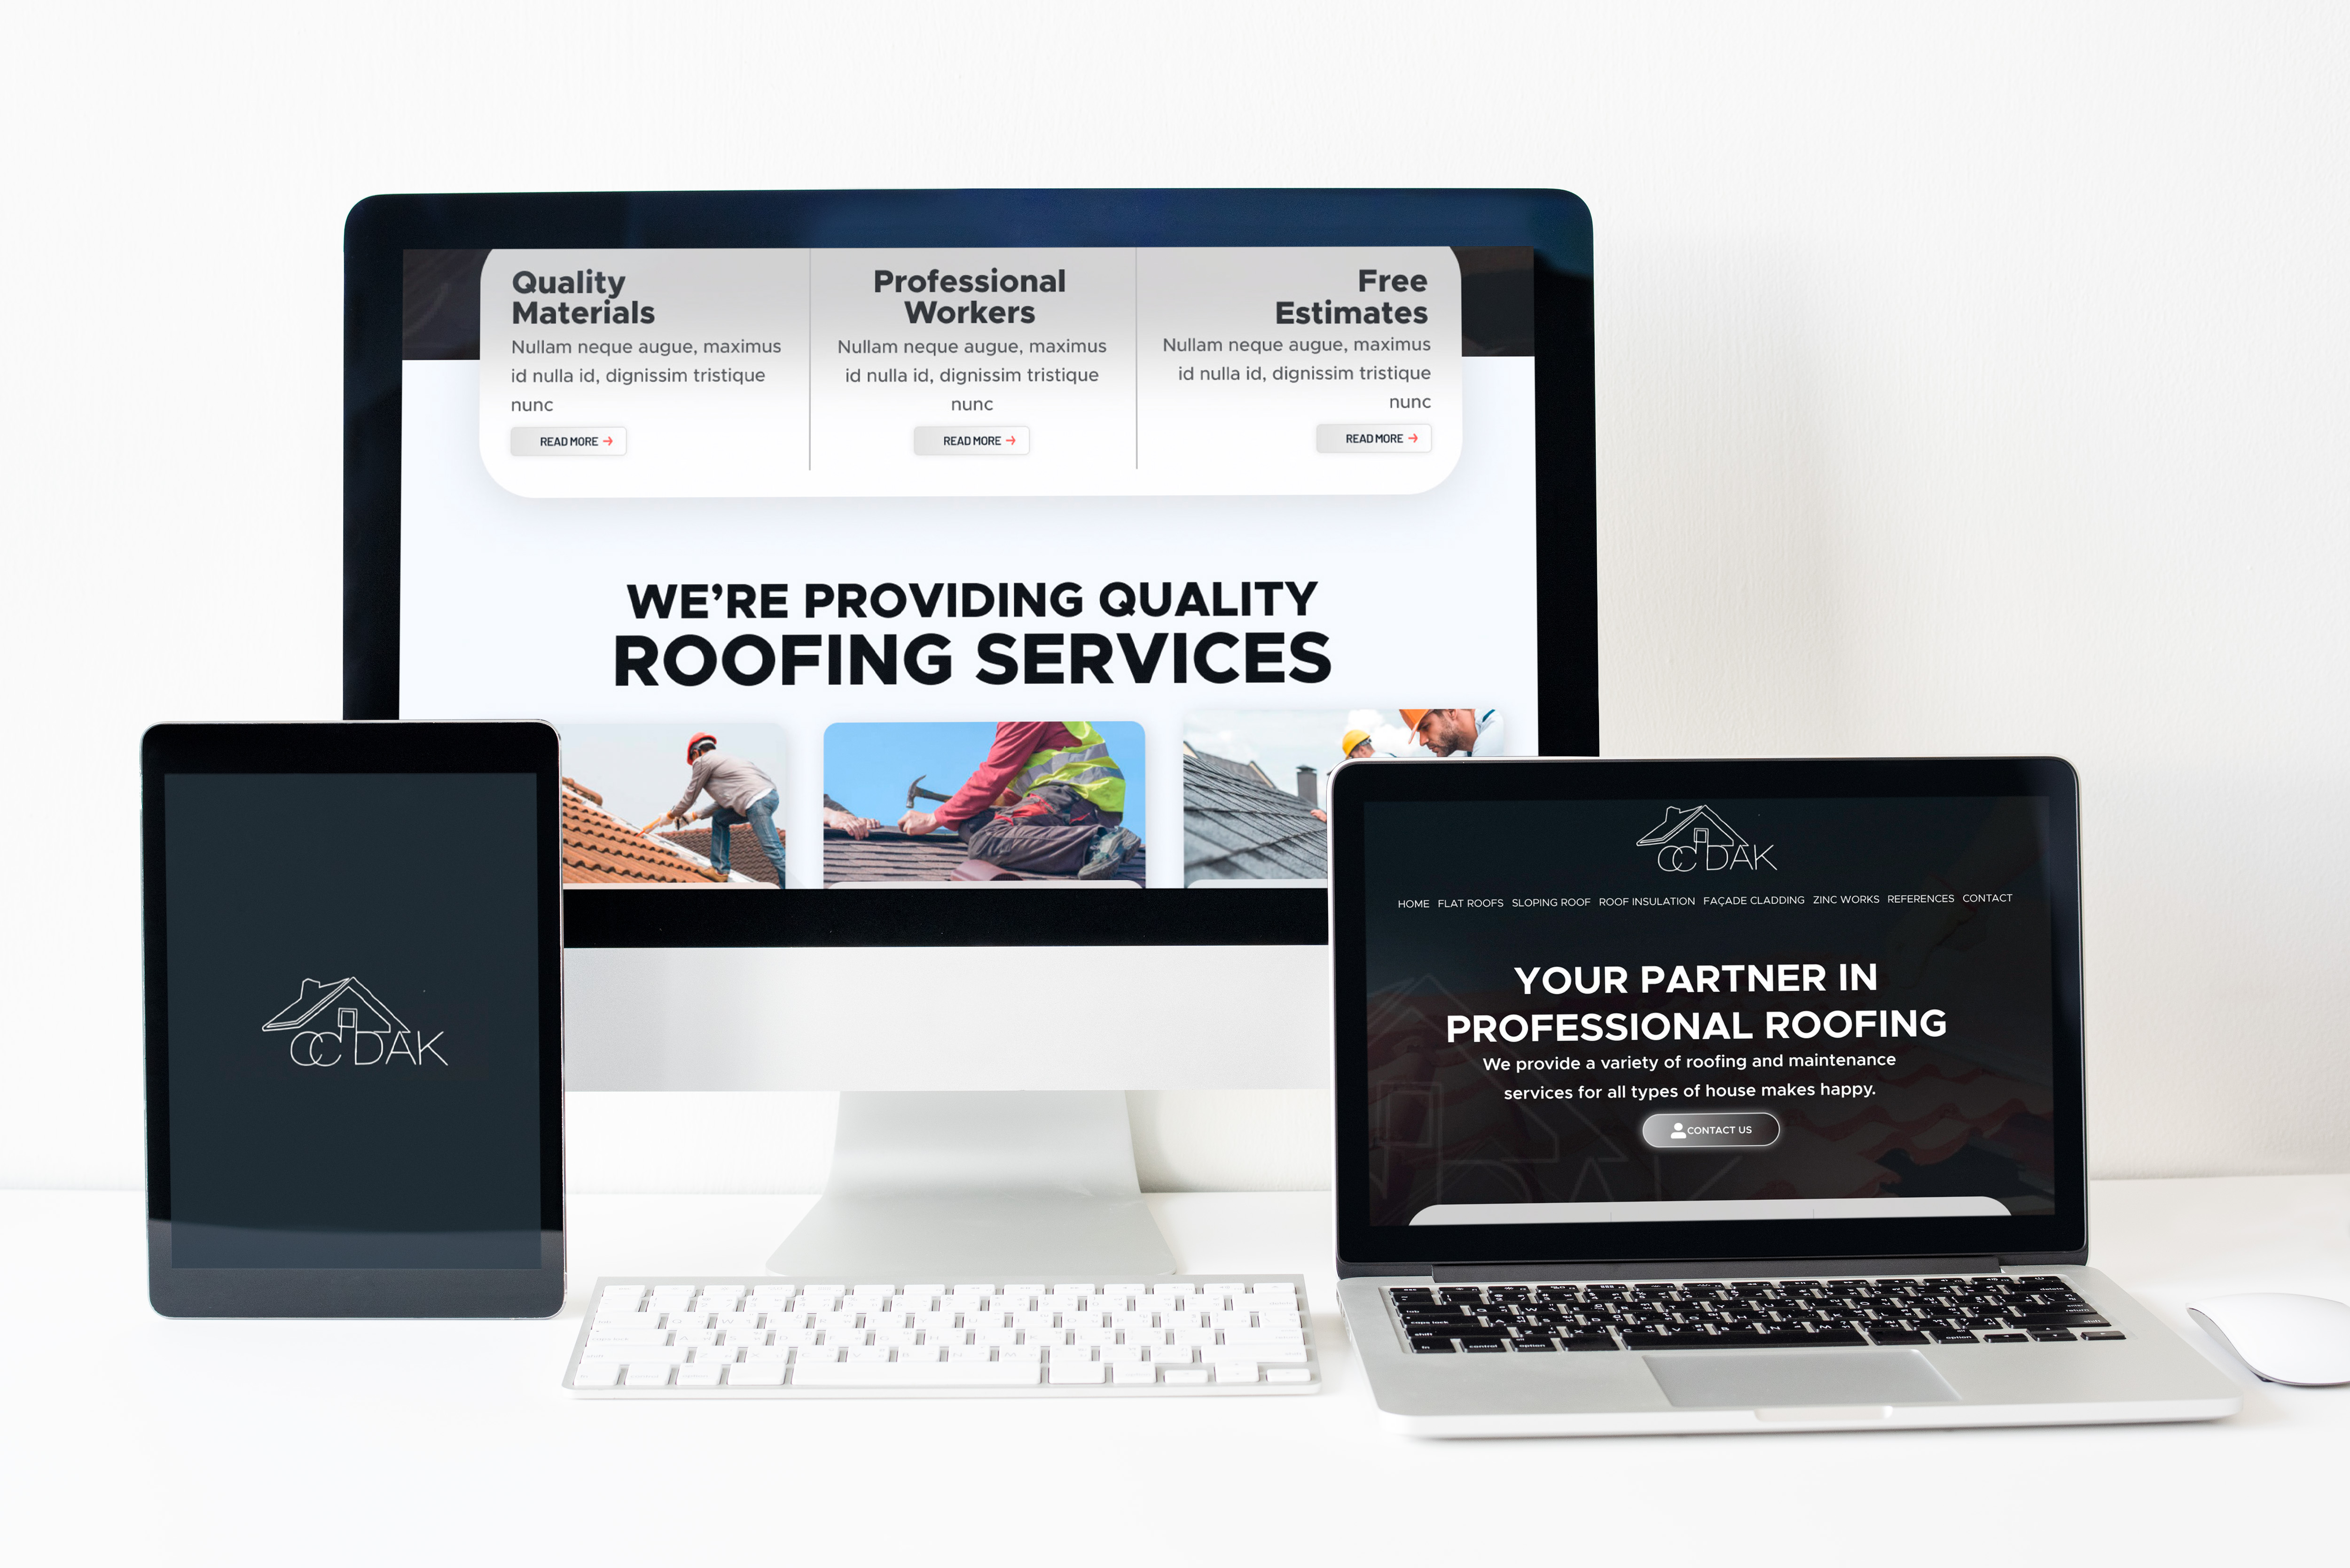 Quality
Materials
Nullam neque augue, maximus
id nulla id, dignissim tristique
nunc
READ MORE
Professional
Workers
Nullam neque augue, maximus
id nulla id, dignissim tristique
nunc
READ MORE
Free
Estimates
Nullam neque augue, maximus
id nulla id, dignissim tristique
nunc
READ MORE
WE'RE PROVIDING QUALITY
ROOFING SERVICES
CC DAK
CC DAK
HOME FLAT ROOFS SLOPING ROOF ROOF INSULATION FAÇADE CLADDING ZINC WORKS REFERENCES CONTACT
YOUR PARTNER IN
PROFESSIONAL ROOFING
We provide a variety of roofing and maintenance
services for all types of house makes happy.
CONTACT US